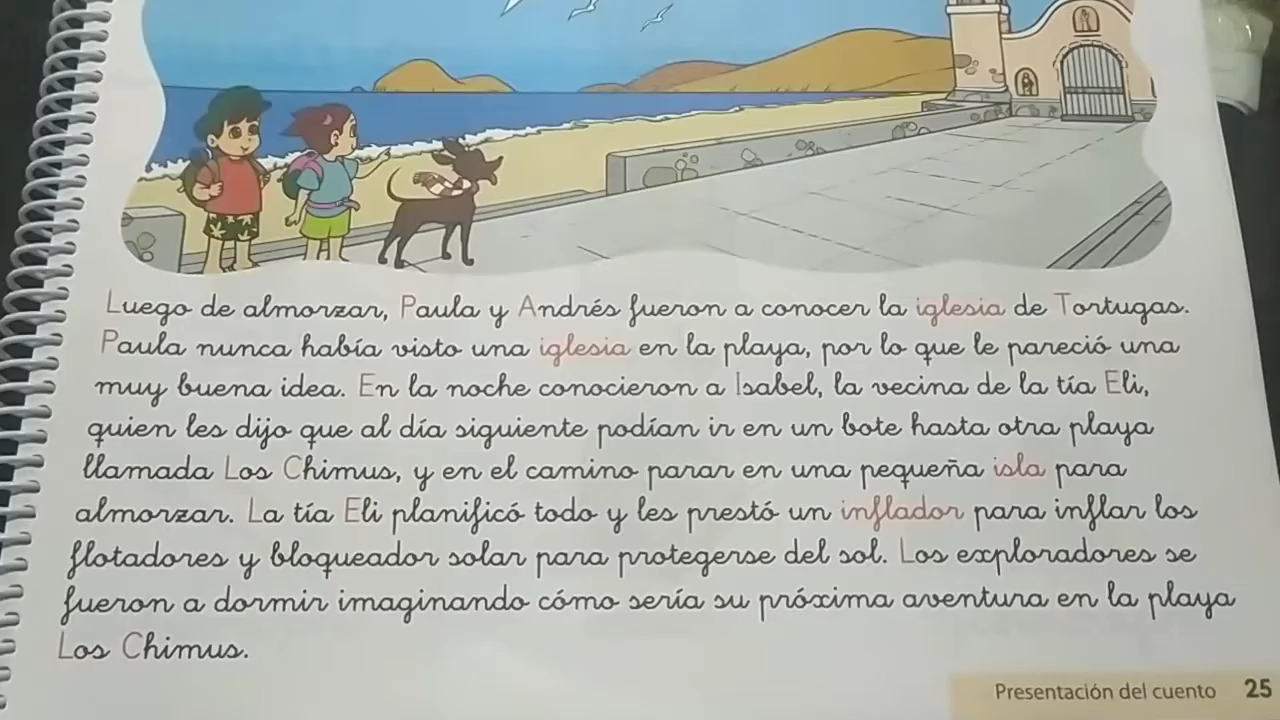 Luego de almorzar, Paula y Andrés fueron a conocer la iglesia de Tortugas.
Paula nunca había visto una iglesia en la playa, por lo que le pareció una
muy buena idea. En la noche conocieron a Isabel, la vecina de la tía Eli,
quien les dijo que al día siguiente podían ir en un bote hasta otra playa
llamada Los Chimus, y en el camino parar en una pequeña isla para
almorzar. La tía Eli planificó todo y les prestó un inflador para inflar los
flotadores y bloqueador solar para protegerse del sol. Los exploradores se
fueron a dormir imaginando cómo sería su próxima aventura en la playa
Los Chimus.
Presentación del cuento 25